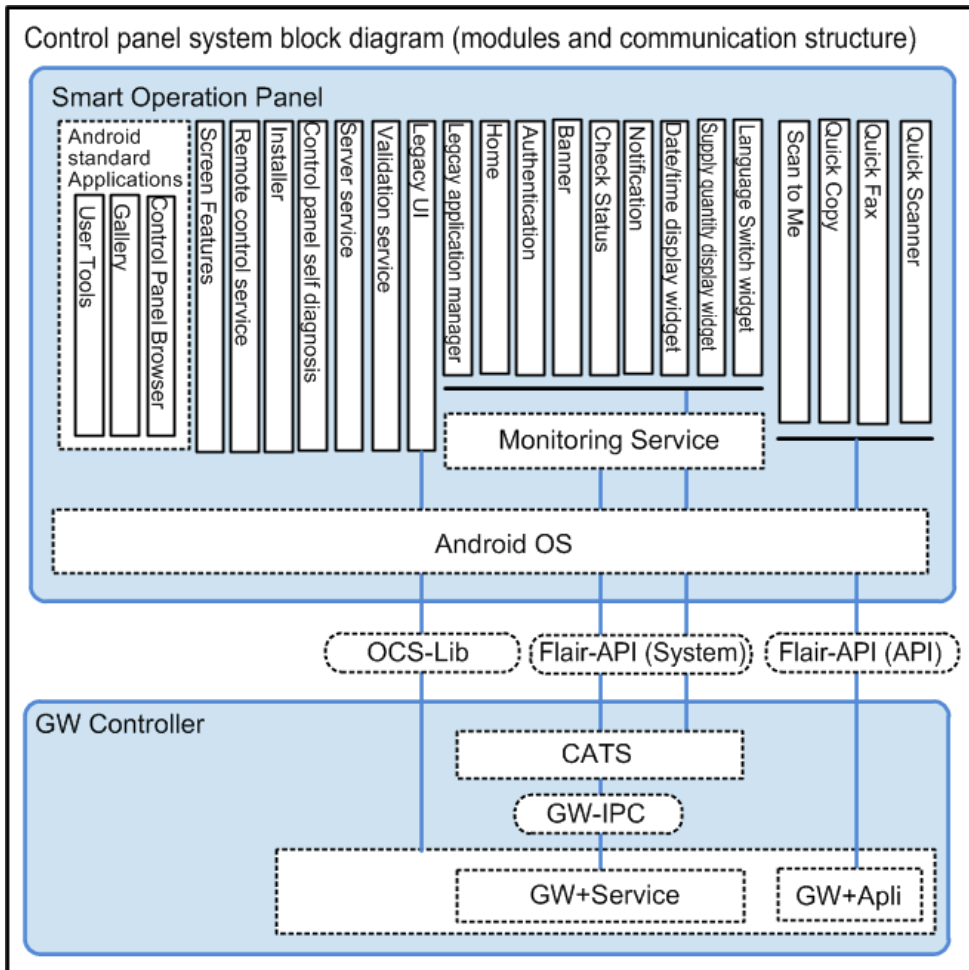 Control panel system block diagram (modules and communication structure)
Smart Operation Panel
Android
standard
Applications
User Tools
Gallery
Control Panel Browser
Screen Features
Remote control service
Installer
Control panel self diagnosis
Server service
Validation service
Legacy UI
Legcay application manager
Home
Authentication
Banner
Check Status
Notification
Date/time display widget
Supply quantity display widget
Language Switch widget
Scan to Me
Quick Copy
Quick Fax
Quick Scanner
Monitoring Service
Android OS
OCS-Lib
Flair-API (System)
Flair-API (API)
GW Controller
CATS
GW-IPC
GW+Service
GW+Apli